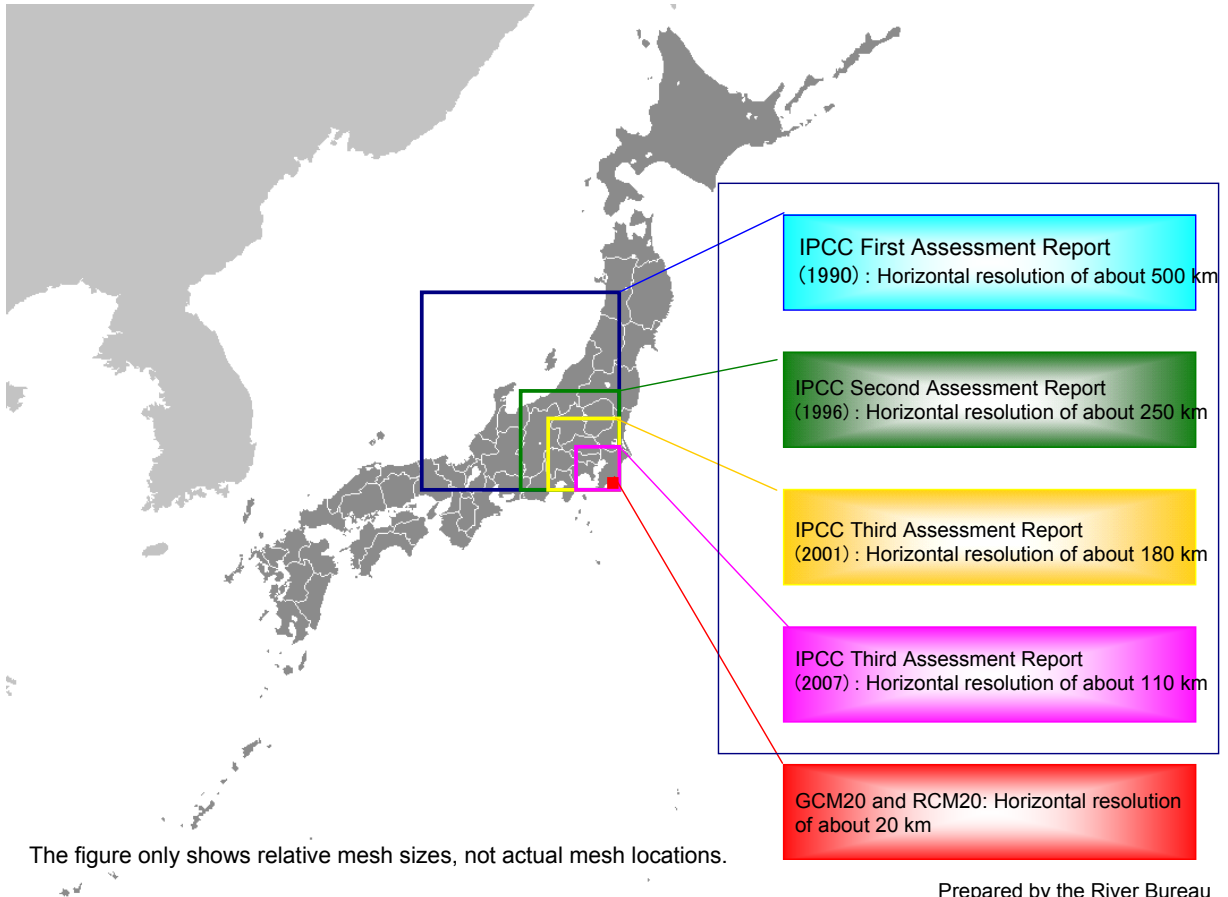 IPCC First Assessment Report
(1990) : Horizontal resolution of about 500 km
IPCC Second Assessment Report
(1996) : Horizontal resolution of about 250 km
IPCC Third Assessment Report
(2001) : Horizontal resolution of about 180 km
IPCC Third Assessment Report
(2007) : Horizontal resolution of about 110 km
GCM20 and RCM20: Horizontal resolution
of about 20 km
The figure only shows relative mesh sizes, not actual mesh locations.
Prepared by the River Bureau